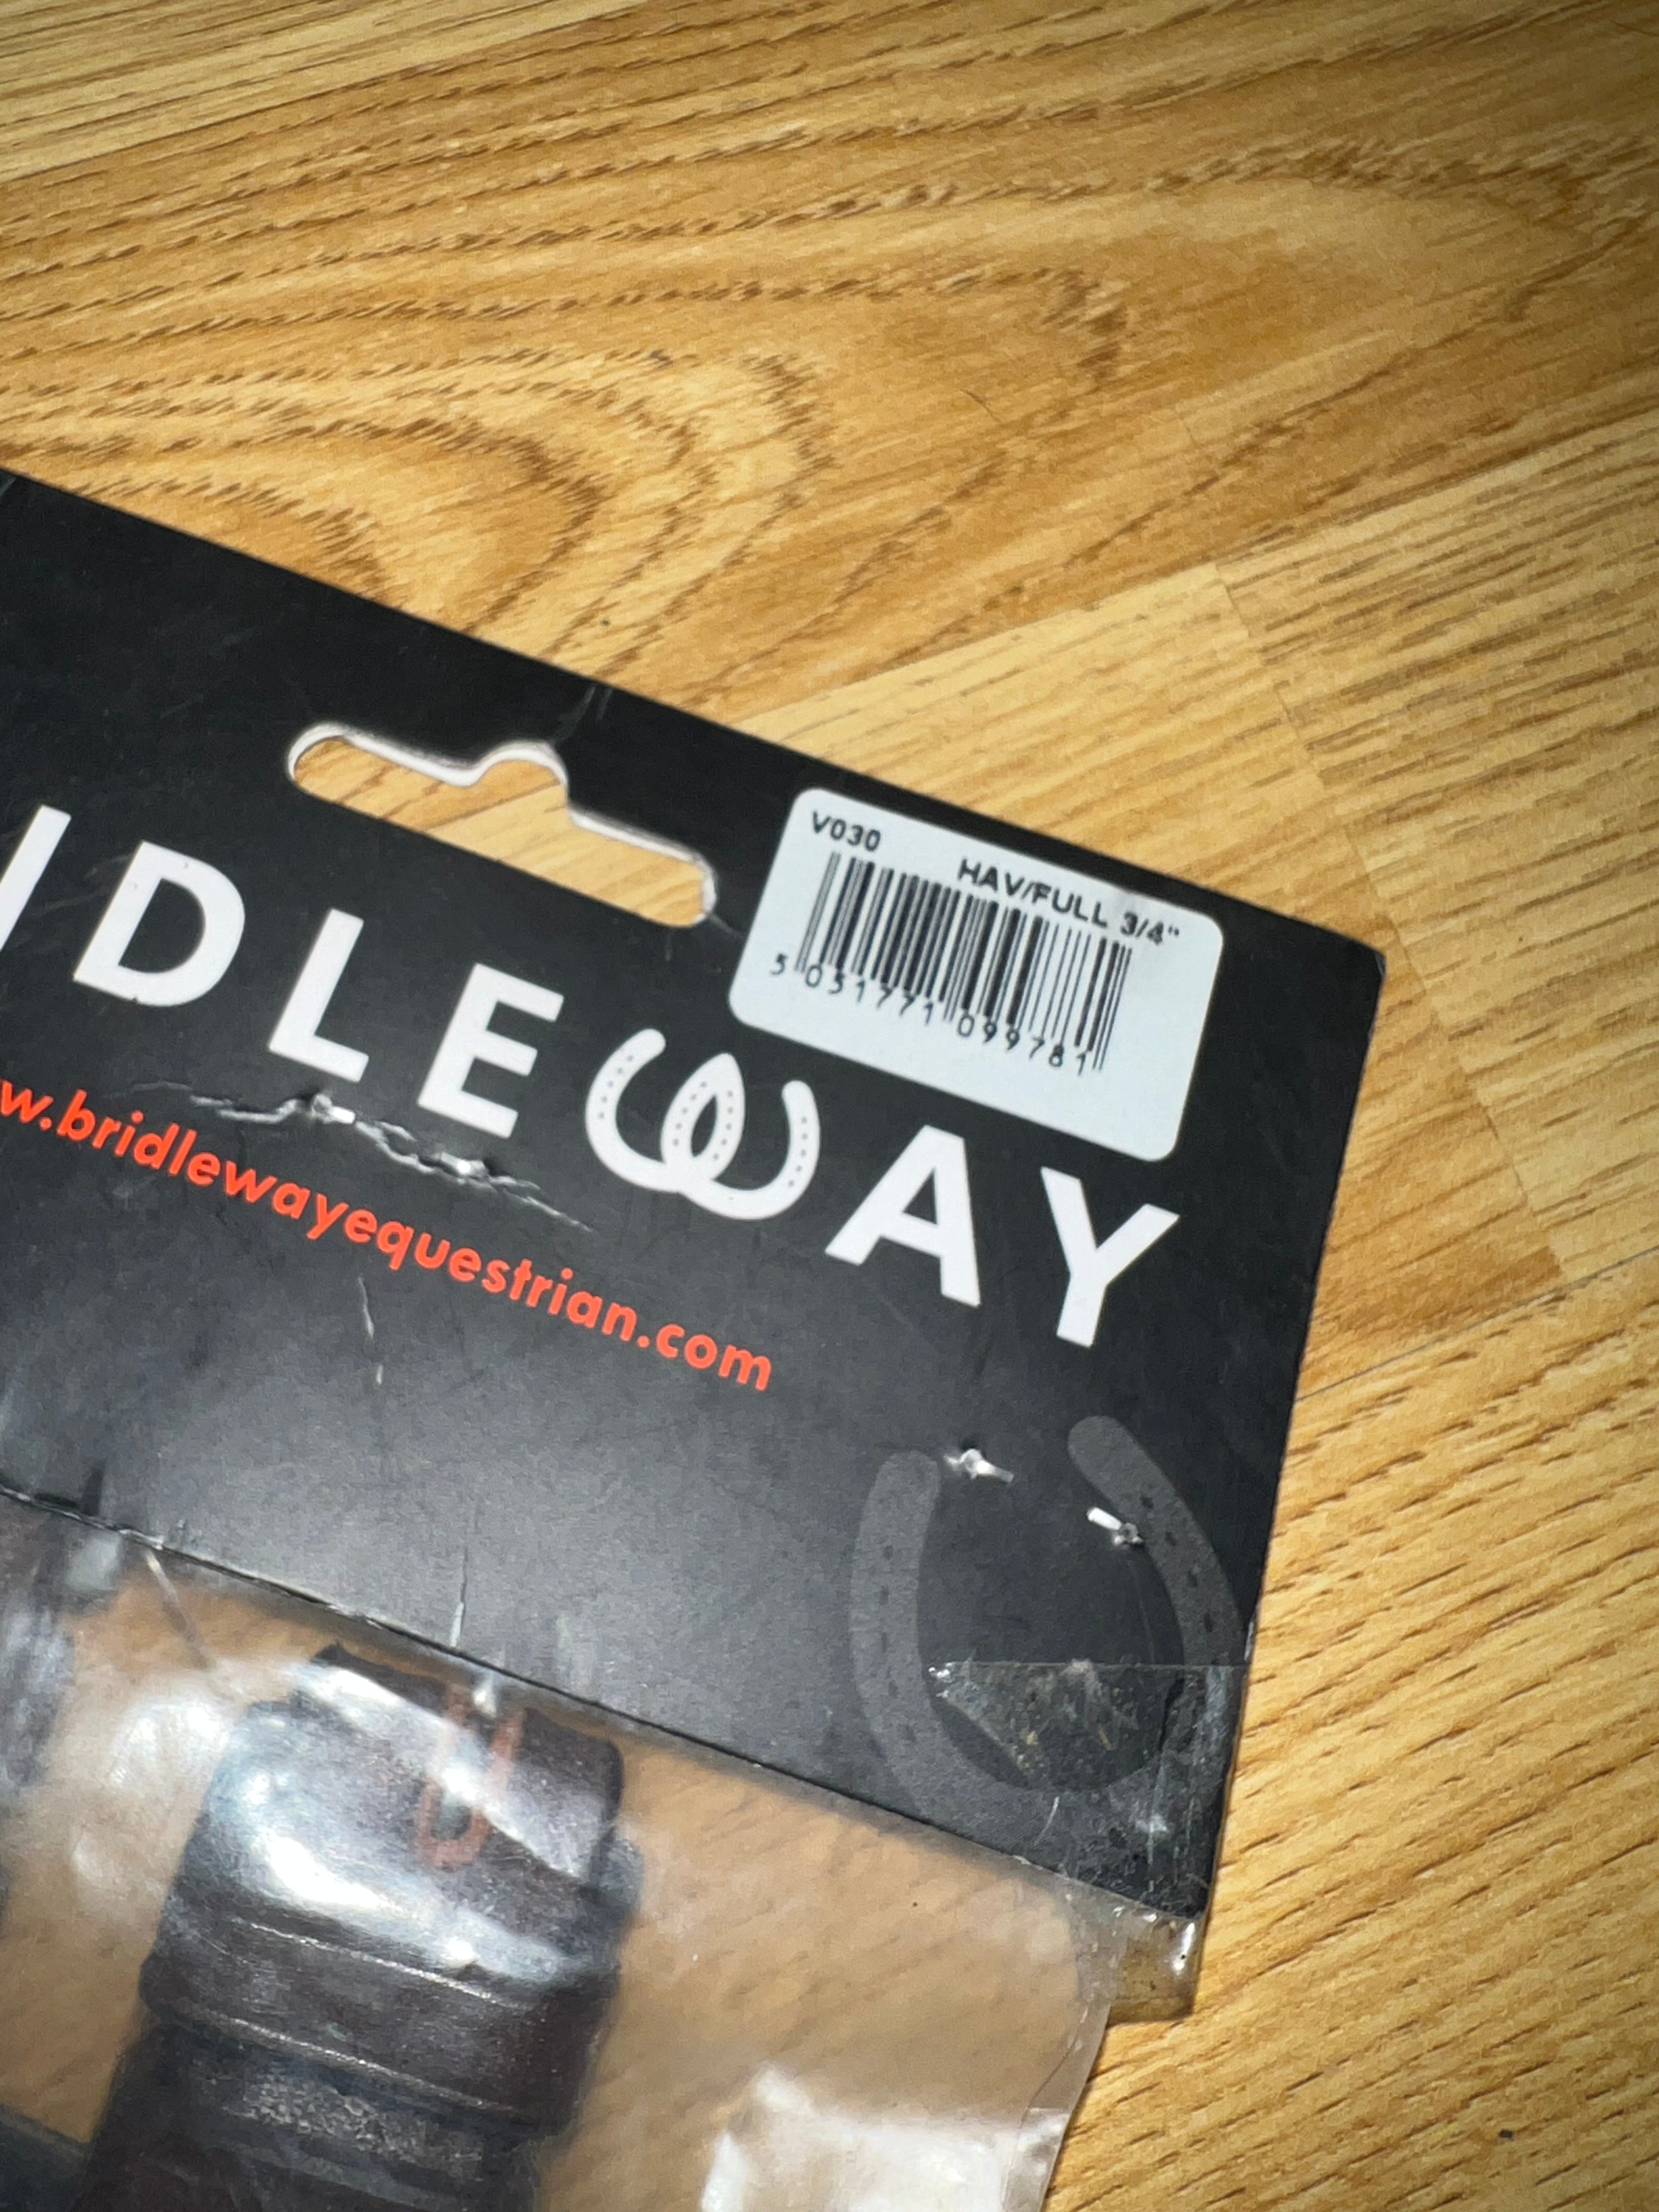 V030
HAV/FULL 3/4"
5 031771 099781
IDLEWAY
w.bridlewayequestrian.com